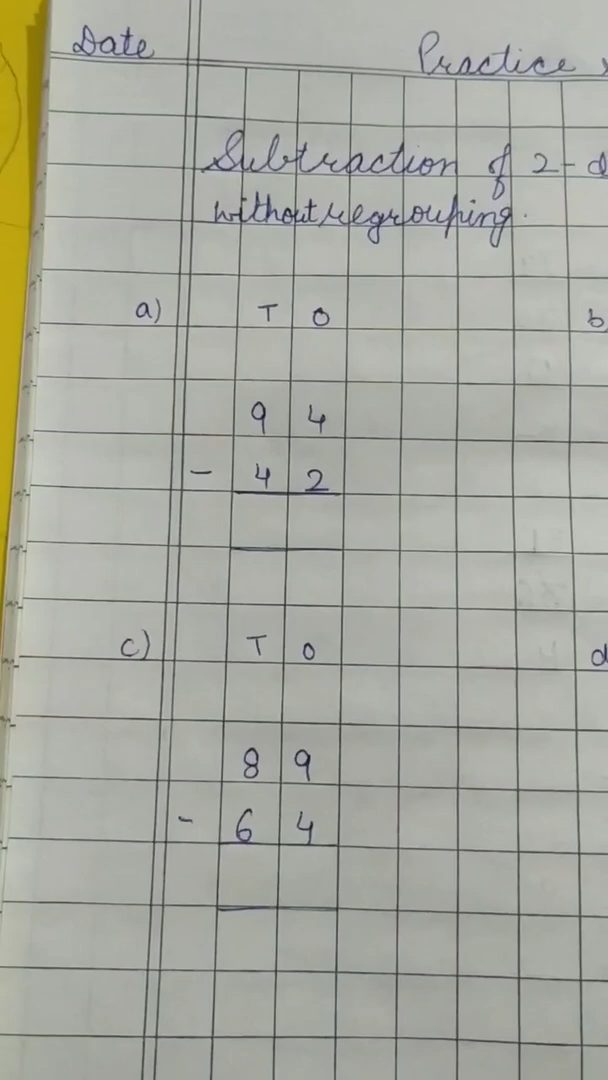 Date
Practice
Subtraction of 2-d
without regrouping.
a) T O
b
9 4
- 4 2
c) T O
d
8 9
- 6 4